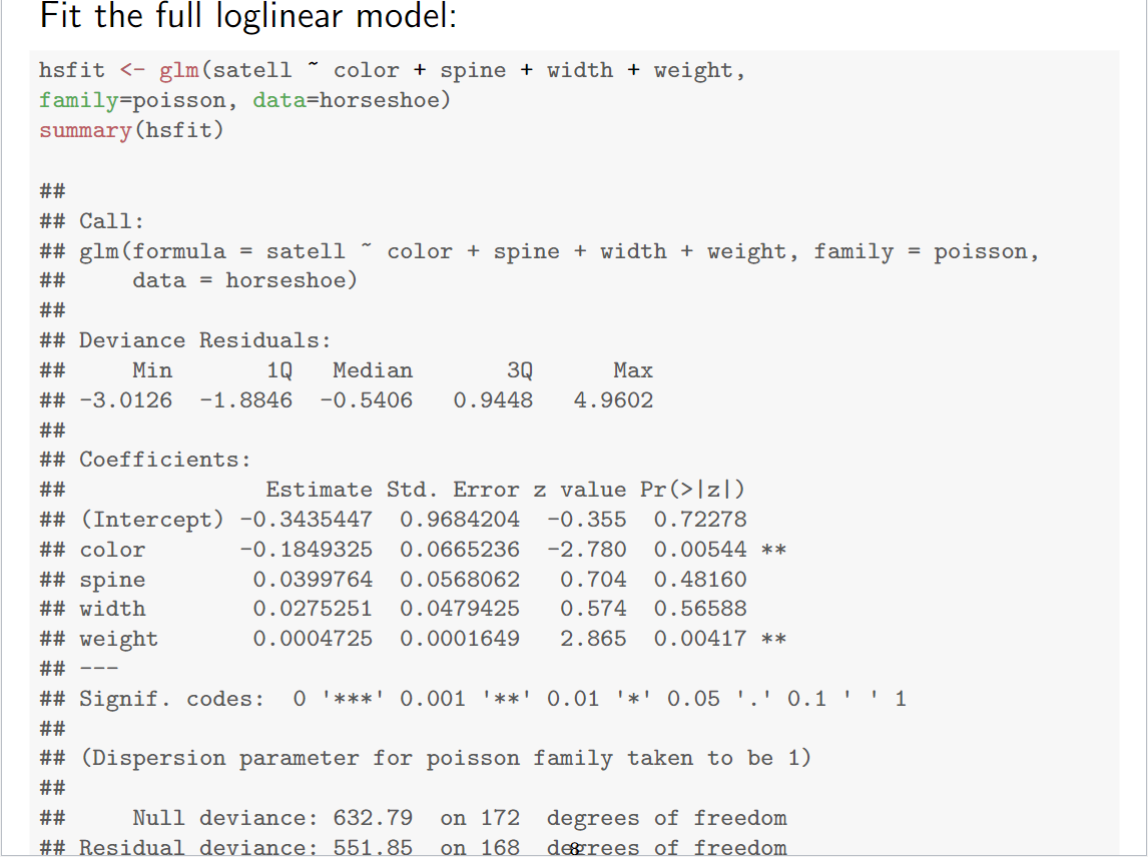 Fit the full loglinear model:
hsfit <- glm(satell ~ color + spine + width + weight,
family=poisson, data=horseshoe)
summary(hsfit)
##
## Call:
## glm(formula = satell ~ color + spine + width + weight, family = poisson,
##     data = horseshoe)
##
## Deviance Residuals:
##     Min       1Q   Median       3Q      Max
## -3.0126  -1.8846  -0.5406   0.9448   4.9602
##
## Coefficients:
##               Estimate Std. Error z value Pr(>|z|)
## (Intercept) -0.3435447  0.9684204  -0.355  0.72278
## color       -0.1849325  0.0665236  -2.780  0.00544 **
## spine        0.0399764  0.0568062   0.704  0.48160
## width        0.0275251  0.0479425   0.574  0.56588
## weight       0.0004725  0.0001649   2.865  0.00417 **
## ---
## Signif. codes:  0 '***' 0.001 '**' 0.01 '*' 0.05 '.' 0.1 ' ' 1
##
## (Dispersion parameter for poisson family taken to be 1)
##
##     Null deviance: 632.79  on 172  degrees of freedom
## Residual deviance: 551.85  on 168  degrees of freedom
8